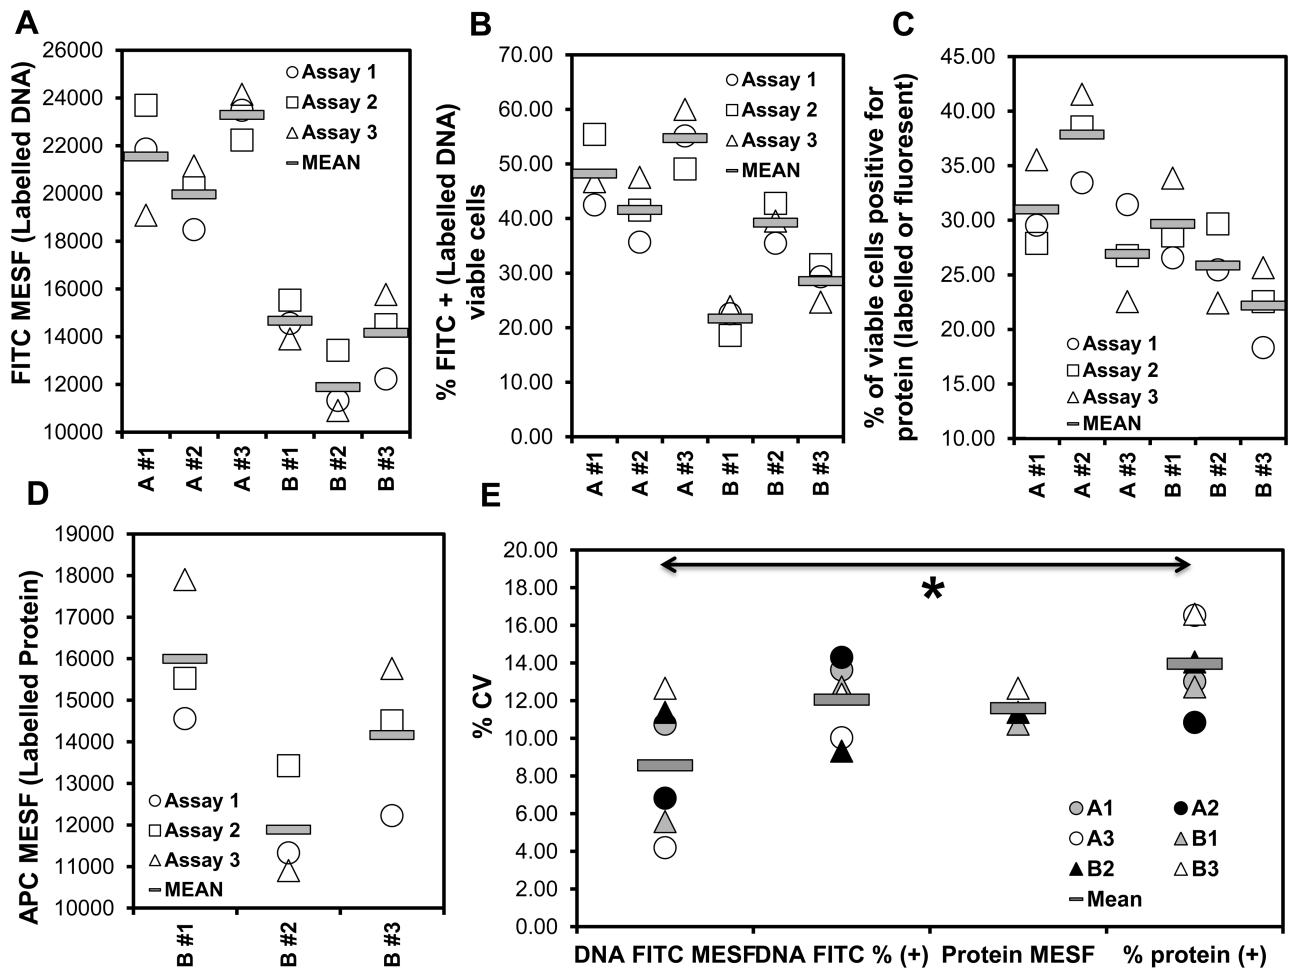 A
FITC MESF (Labelled DNA)
26000
24000
22000
20000
18000
16000
14000
12000
10000
Assay 1
Assay 2
Assay 3
MEAN
A #1
A #2
A #3
B #1
B #2
B #3
B
% FITC + (Labelled DNA)
viable cells
70.00
60.00
50.00
40.00
30.00
20.00
10.00
0.00
Assay 1
Assay 2
Assay 3
MEAN
A #1
A #2
A #3
B #1
B #2
B #3
C
% of viable cells positive for
protein (labelled or fluoresent)
45.00
40.00
35.00
30.00
25.00
20.00
15.00
10.00
Assay 1
Assay 2
Assay 3
MEAN
A #1
A #2
A #3
B #1
B #2
B #3
D
APC MESF (Labelled Protein)
19000
18000
17000
16000
15000
14000
13000
12000
11000
10000
Assay 1
Assay 2
Assay 3
MEAN
B #1
B #2
B #3
E
% CV
20.00
18.00
16.00
14.00
12.00
10.00
8.00
6.00
4.00
2.00
0.00
*
A1 A2
A3 B1
B2 B3
Mean
DNA FITC MESF DNA FITC % (+) Protein MESF % protein (+)